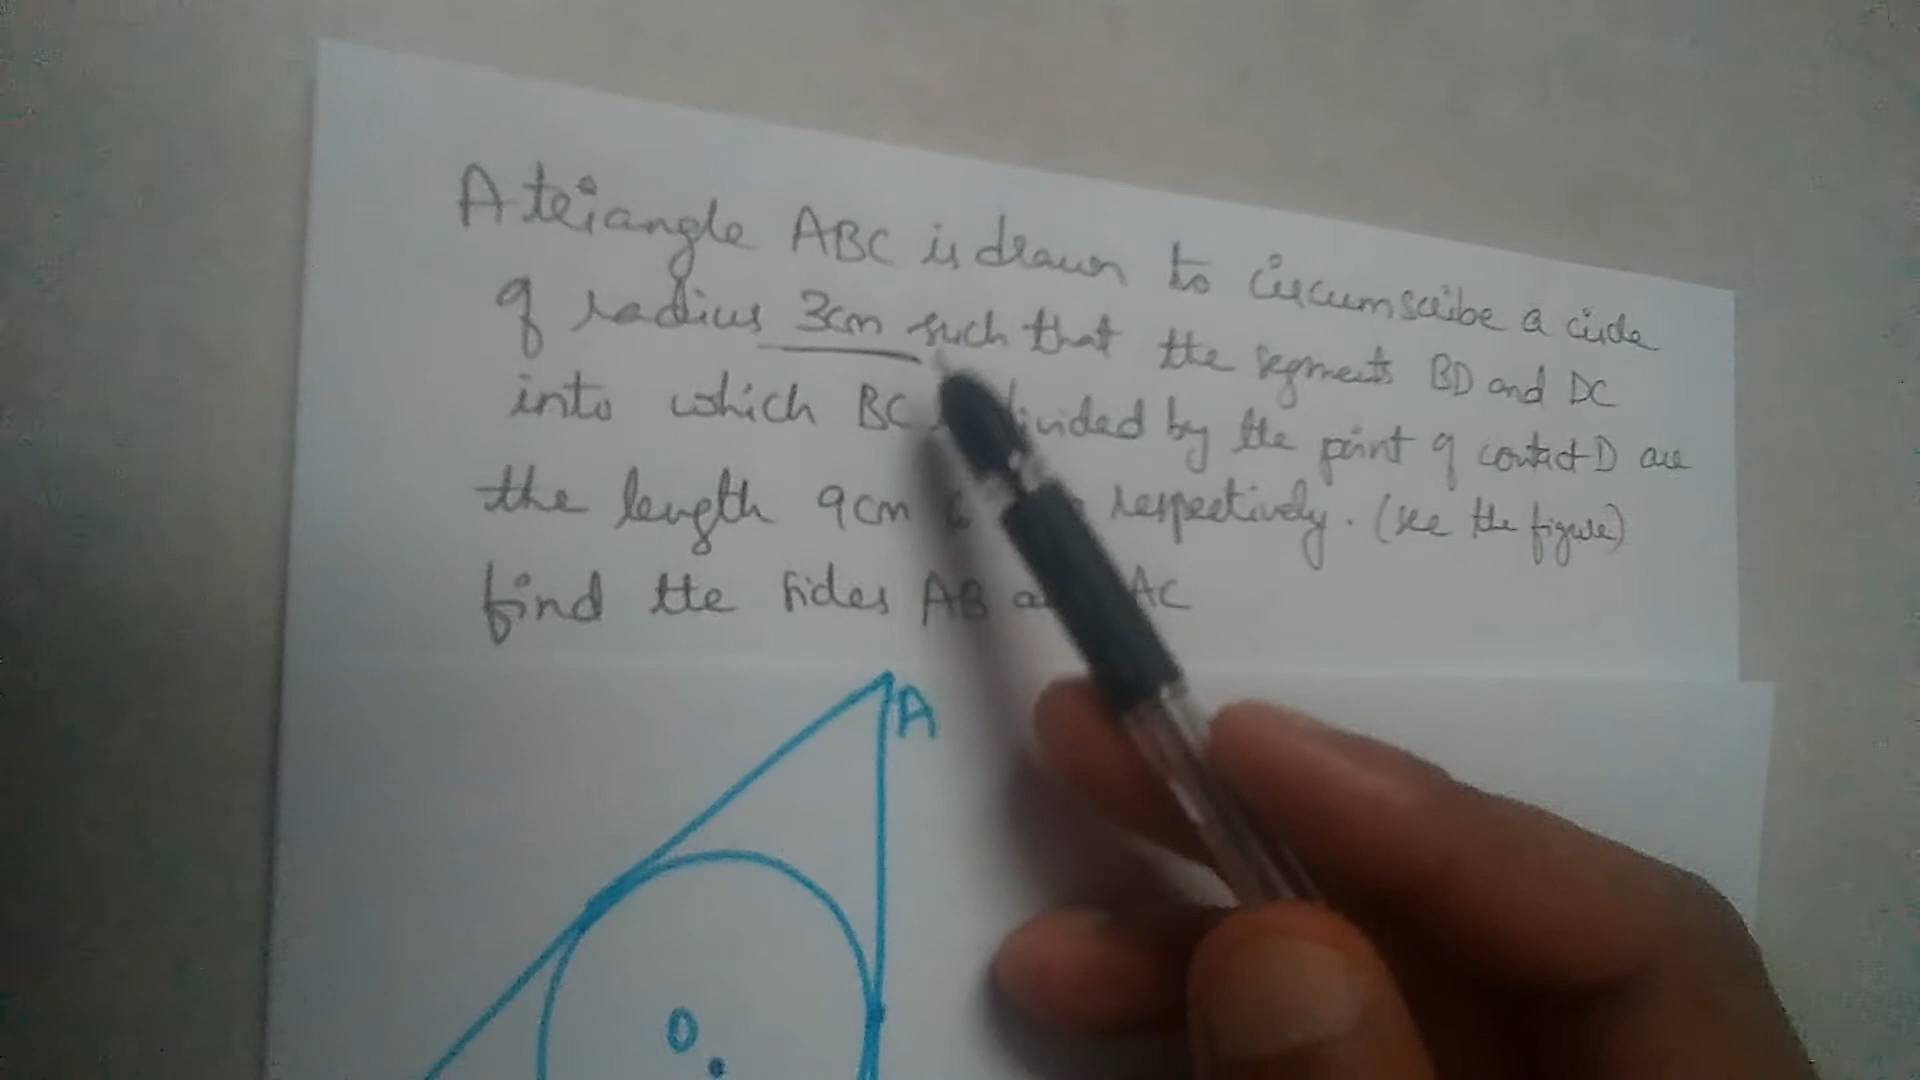 A triangle ABC is drawn to circumscribe a circle
of radius 3cm such that the segments BD and DC
into which BC divided by the point of contact D are
the length 9cm respectively. (see the figure)
find the sides AB AC
A
O